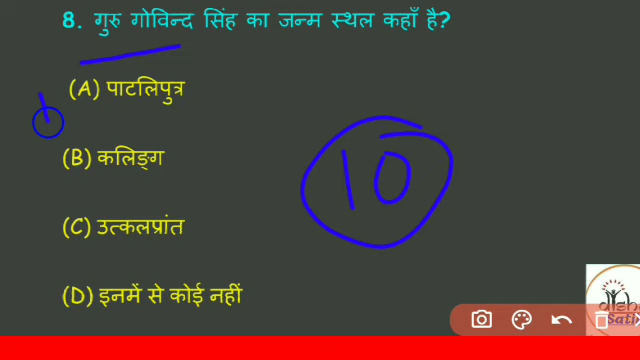 8. गुरु गोविन्द सिंह का जन्म स्थल कहाँ है?
(A) पाटलिपुत्र
(B) कलिङ्ग
10
(C) उत्कलप्रांत
(D) इनमें से कोई नहीं